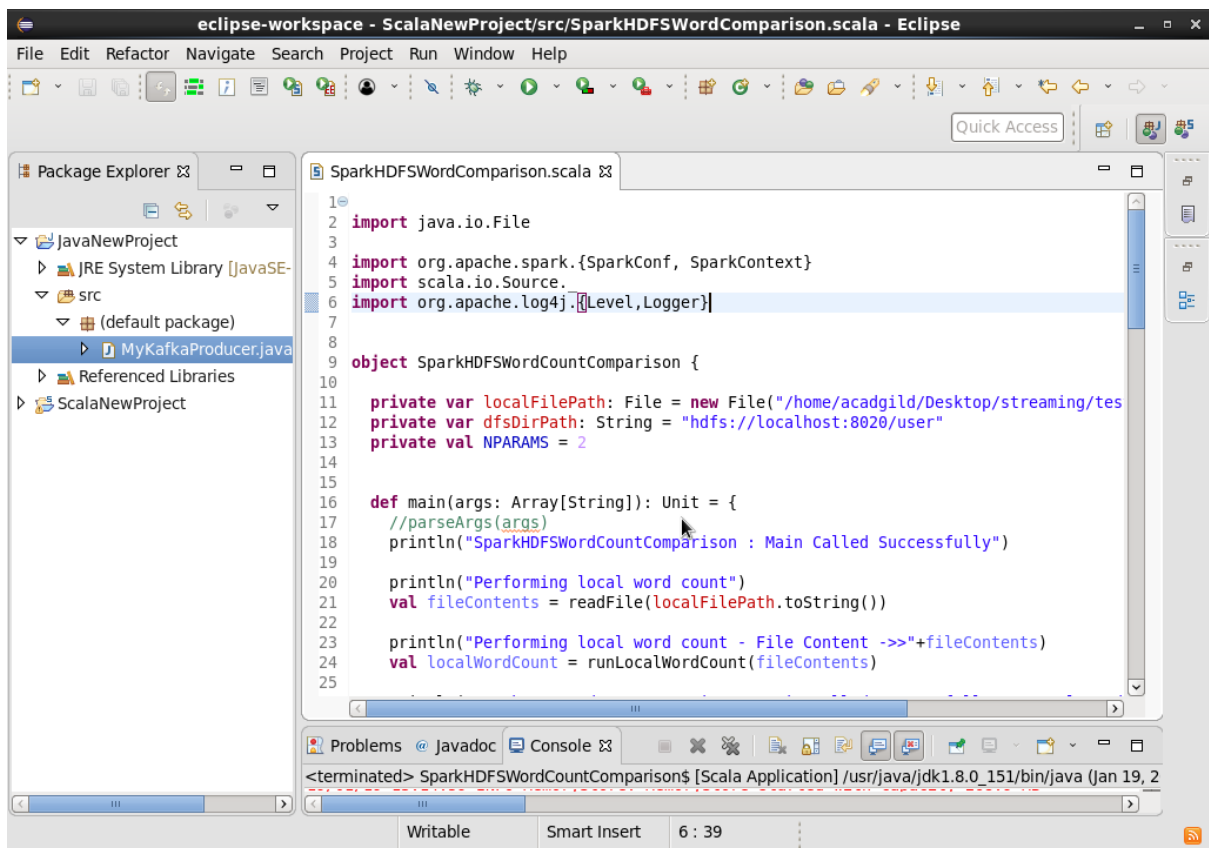 eclipse-workspace - ScalaNewProject/src/SparkHDFSWordComparison.scala - Eclipse
File Edit Refactor Navigate Search Project Run Window Help
Quick Access
Package Explorer
JavaNewProject
JRE System Library [JavaSE-
src
(default package)
MyKafkaProducer.java
Referenced Libraries
ScalaNewProject
SparkHDFSWordComparison.scala
1
2 import java.io.File
3
4 import org.apache.spark.{SparkConf, SparkContext}
5 import scala.io.Source._
6 import org.apache.log4j.{Level,Logger}
7
8
9 object SparkHDFSWordCountComparison {
10
11 private var localFilePath: File = new File("/home/acadgild/Desktop/streaming/tes
12 private var dfsDirPath: String = "hdfs://localhost:8020/user"
13 private val NPARAMS = 2
14
15
16 def main(args: Array[String]): Unit = {
17 //parseArgs(args)
18 println("SparkHDFSWordCountComparison : Main Called Successfully")
19
20 println("Performing local word count")
21 val fileContents = readFile(localFilePath.toString())
22
23 println("Performing local word count - File Content ->>"+fileContents)
24 val localWordCount = runLocalWordCount(fileContents)
25
Problems @ Javadoc Console
<terminated> SparkHDFSWordCountComparison$ [Scala Application] /usr/java/jdk1.8.0_151/bin/java (Jan 19, 2
Writable Smart Insert 6 : 39